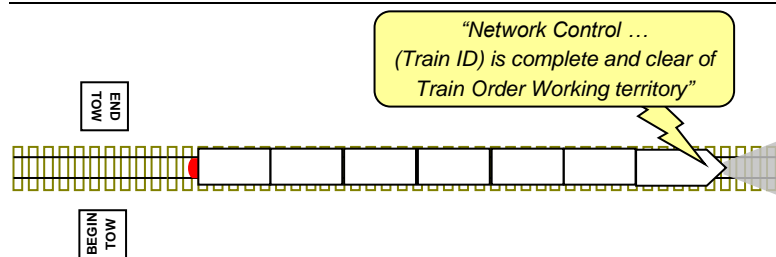 “Network Control …
(Train ID) is complete and clear of
Train Order Working territory”
END
TOW
BEGIN
TOW